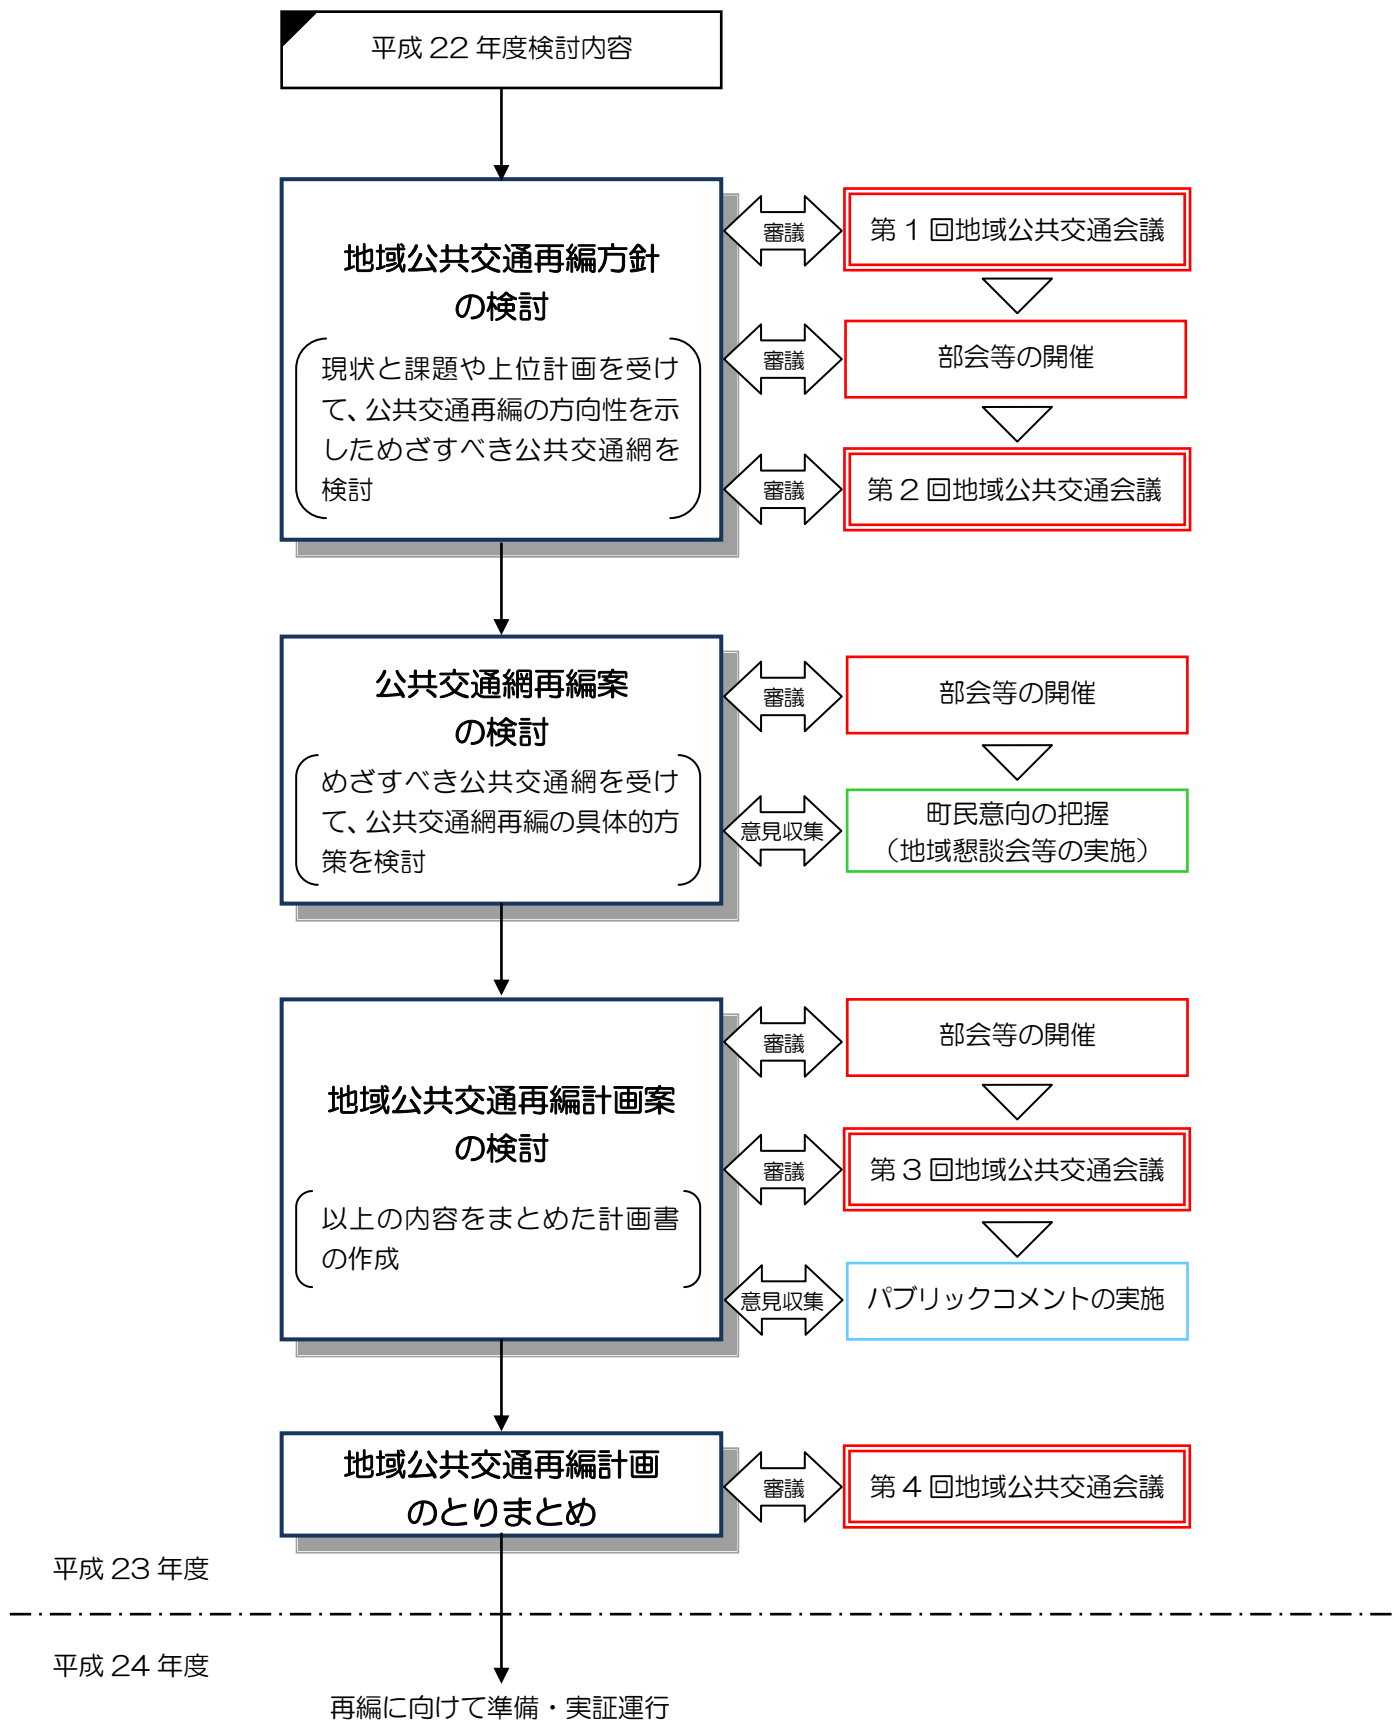 平成 22 年度検討内容
地域公共交通再編方針
の検討
現状と課題や上位計画を受け
て、公共交通再編の方向性を示
しためざすべき公共交通網を
検討
審議
第 1 回地域公共交通会議
審議
部会等の開催
審議
第 2 回地域公共交通会議
公共交通網再編案
の検討
めざすべき公共交通網を受け
て、公共交通網再編の具体的方
策を検討
審議
部会等の開催
意見収集
町民意向の把握
（地域懇談会等の実施）
地域公共交通再編計画案
の検討
以上の内容をまとめた計画書
の作成
審議
部会等の開催
審議
第 3 回地域公共交通会議
意見収集
パブリックコメントの実施
地域公共交通再編計画
のとりまとめ
審議
第 4 回地域公共交通会議
平成 23 年度
平成 24 年度
再編に向けて準備・実証運行